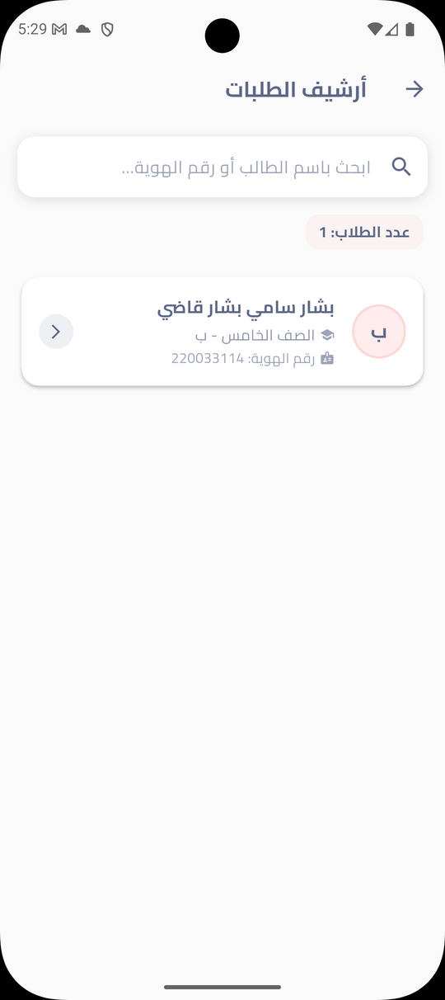 5:29
أرشيف الطلبات
ابحث باسم الطالب أو رقم الهوية...
عدد الطلاب: 1
بشار سامي بشار قاضي
ب
الصف الخامس - ب
رقم الهوية: 220033114